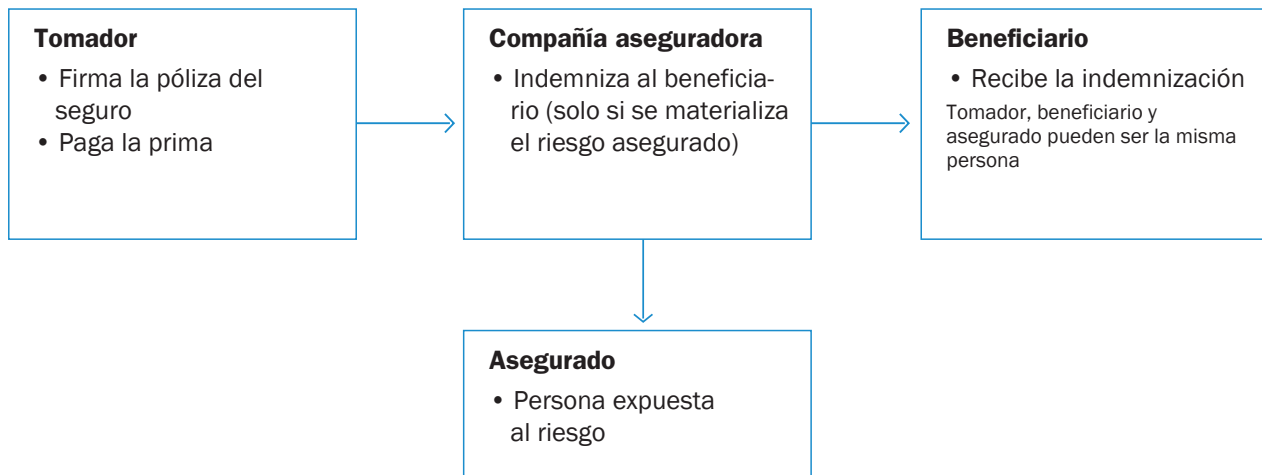 Tomador
• Firma la póliza del
seguro
• Paga la prima
Compañía aseguradora
• Indemniza al beneficia-
rio (solo si se materializa
el riesgo asegurado)
Beneficiario
• Recibe la indemnización
Tomador, beneficiario y
asegurado pueden ser la misma
persona
Asegurado
• Persona expuesta
al riesgo